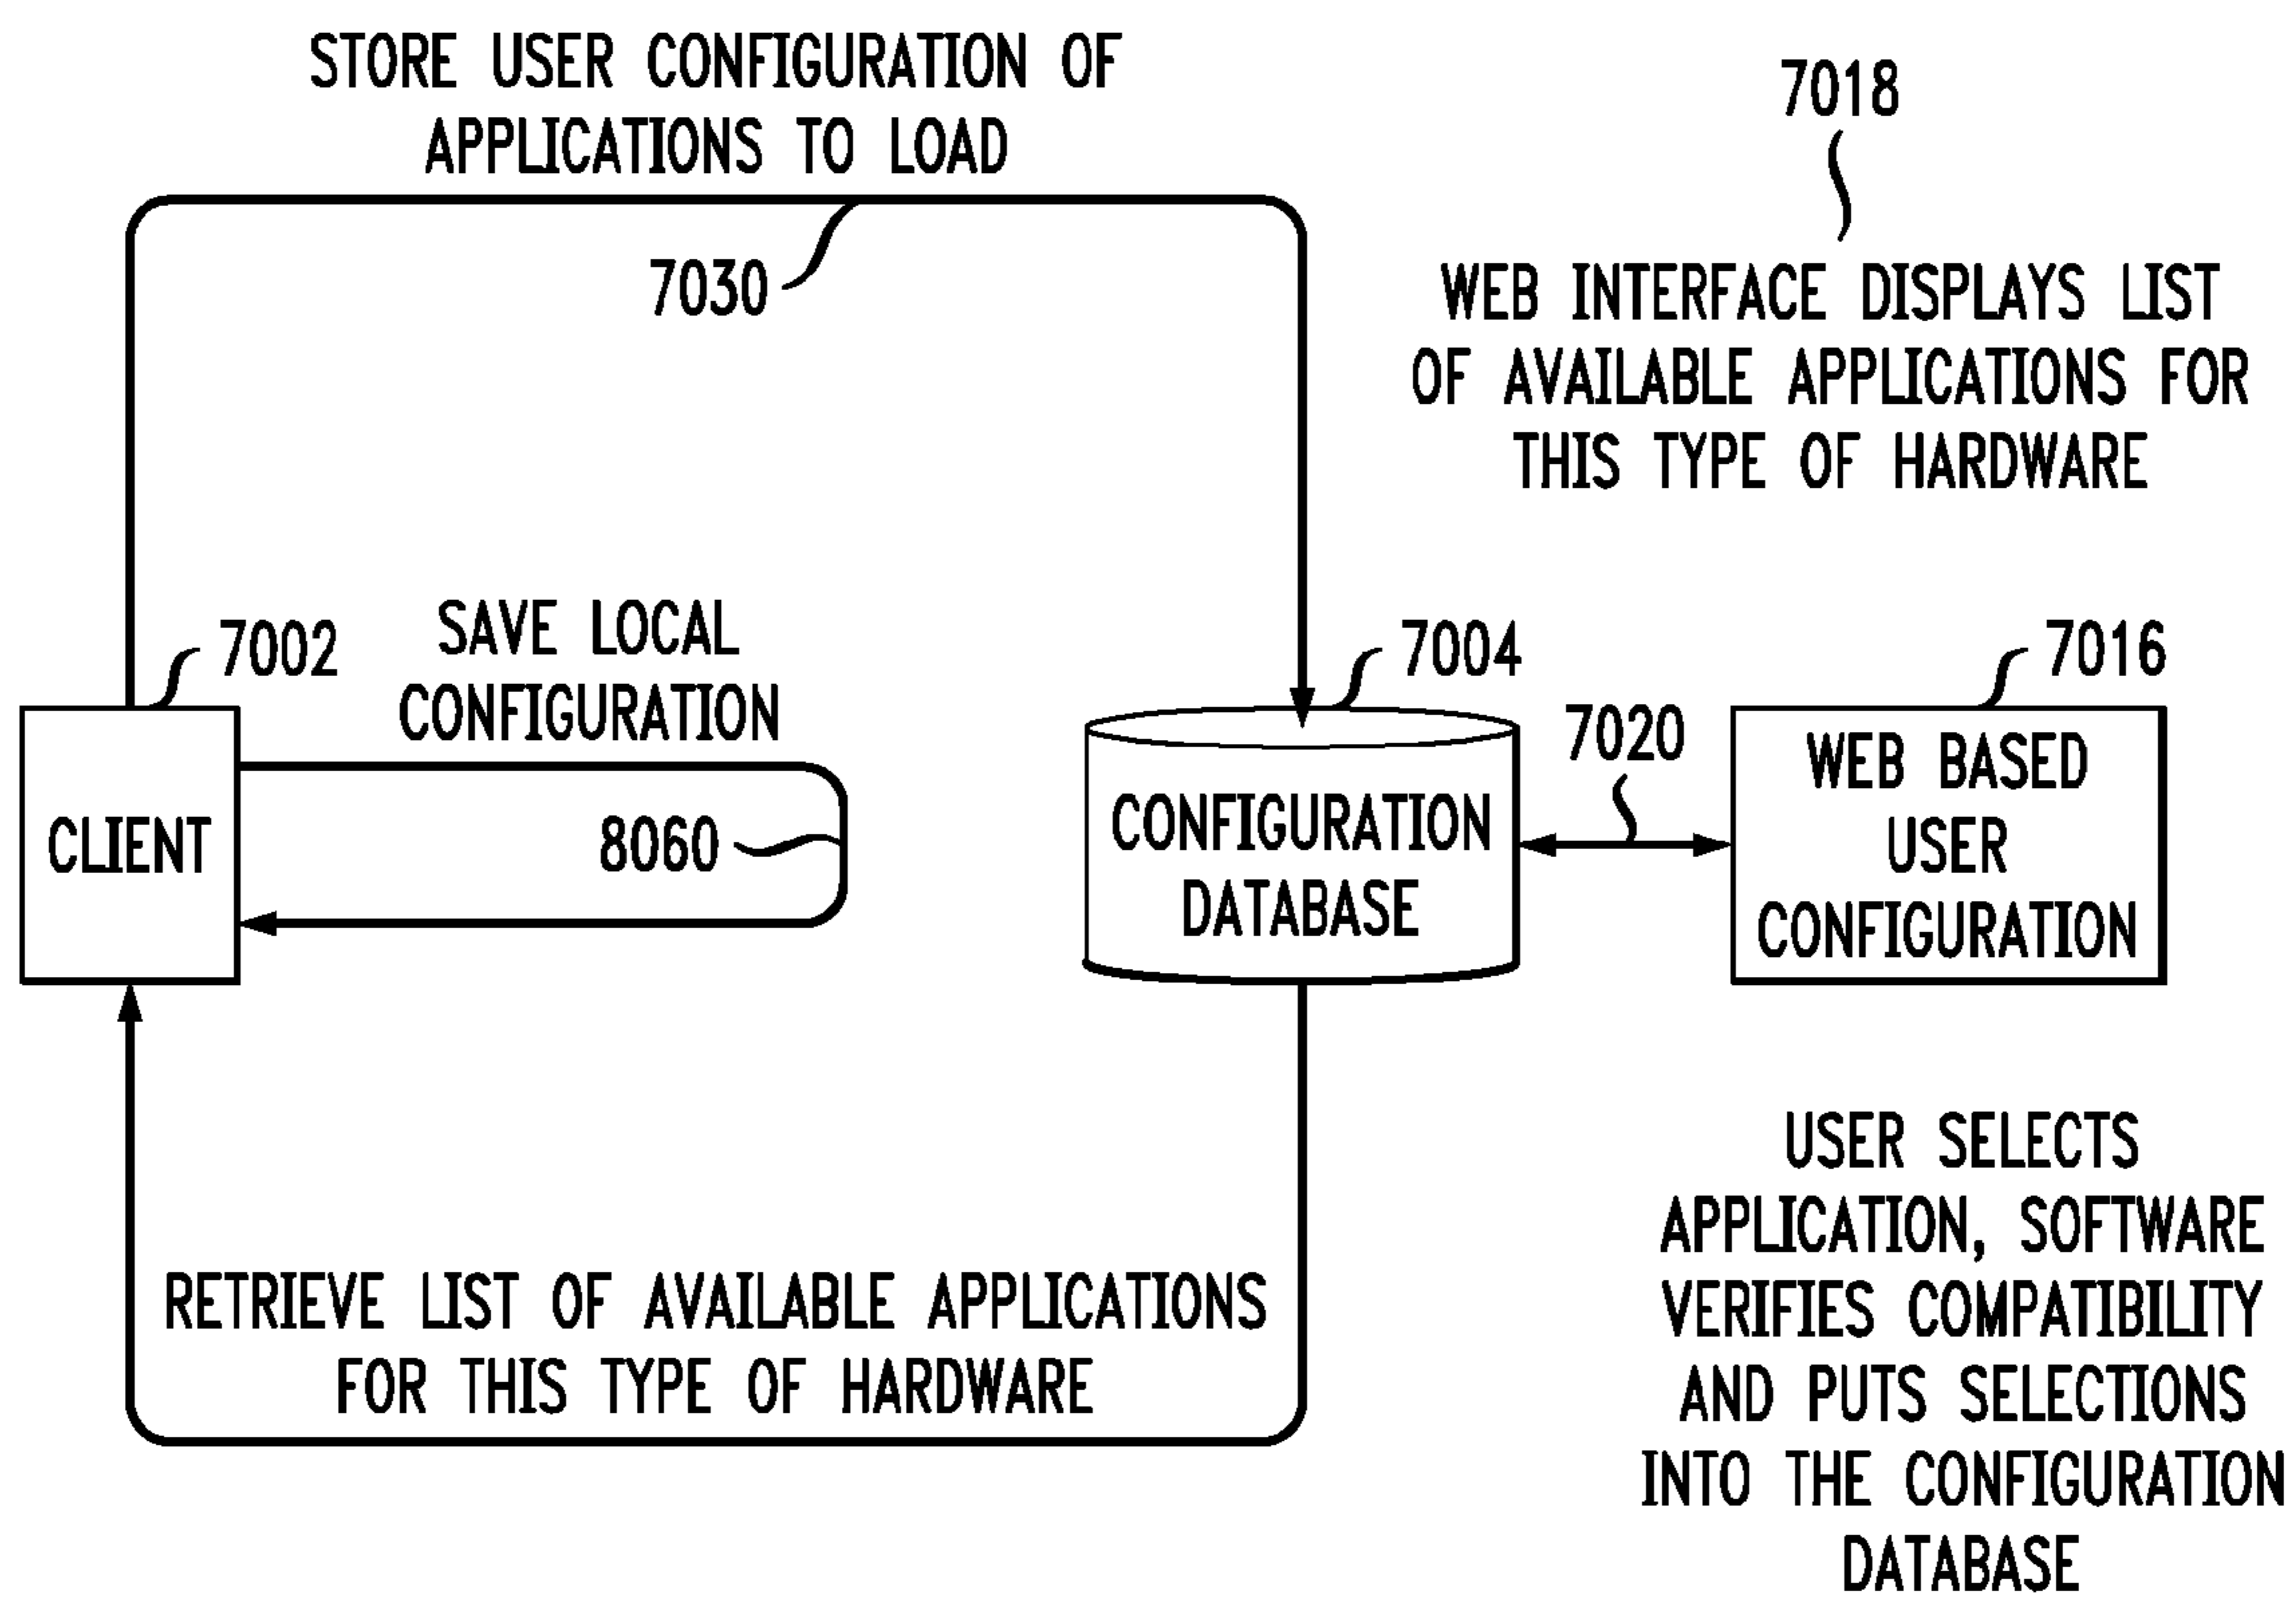 STORE USER CONFIGURATION OF
APPLICATIONS TO LOAD
7030
7018
WEB INTERFACE DISPLAYS LIST
OF AVAILABLE APPLICATIONS FOR
THIS TYPE OF HARDWARE
7002
SAVE LOCAL
CONFIGURATION
8060
CLIENT
7004
CONFIGURATION
DATABASE
7020
7016
WEB BASED
USER
CONFIGURATION
RETRIEVE LIST OF AVAILABLE APPLICATIONS
FOR THIS TYPE OF HARDWARE
USER SELECTS
APPLICATION, SOFTWARE
VERIFIES COMPATIBILITY
AND PUTS SELECTIONS
INTO THE CONFIGURATION
DATABASE